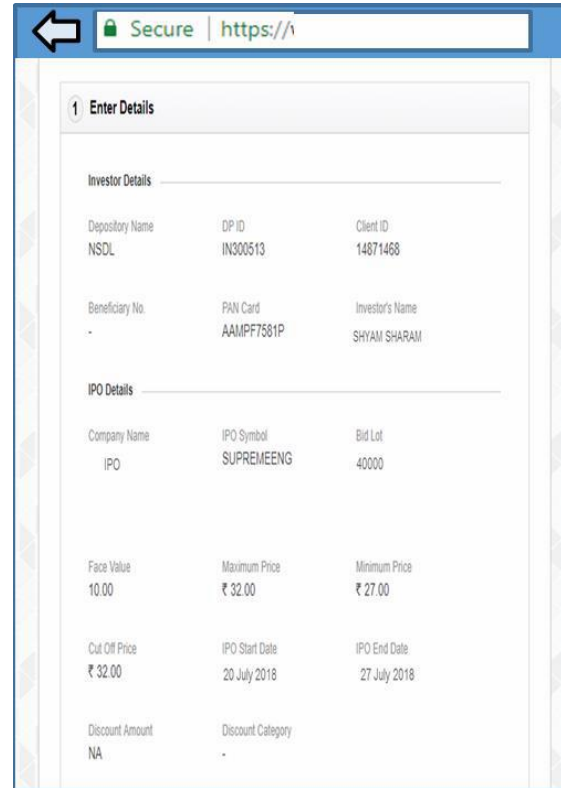 Secure | https://
1 Enter Details
Investor Details
Depository Name DP ID Client ID
NSDL IN300513 14871468
Beneficiary No. PAN Card Investor's Name
- AAMPF7581P SHYAM SHARAM
IPO Details
Company Name IPO Symbol Bid Lot
IPO SUPREMEENG 40000
Face Value Maximum Price Minimum Price
10.00 ₹ 32.00 ₹ 27.00
Cut Off Price IPO Start Date IPO End Date
₹ 32.00 20 July 2018 27 July 2018
Discount Amount Discount Category
NA -